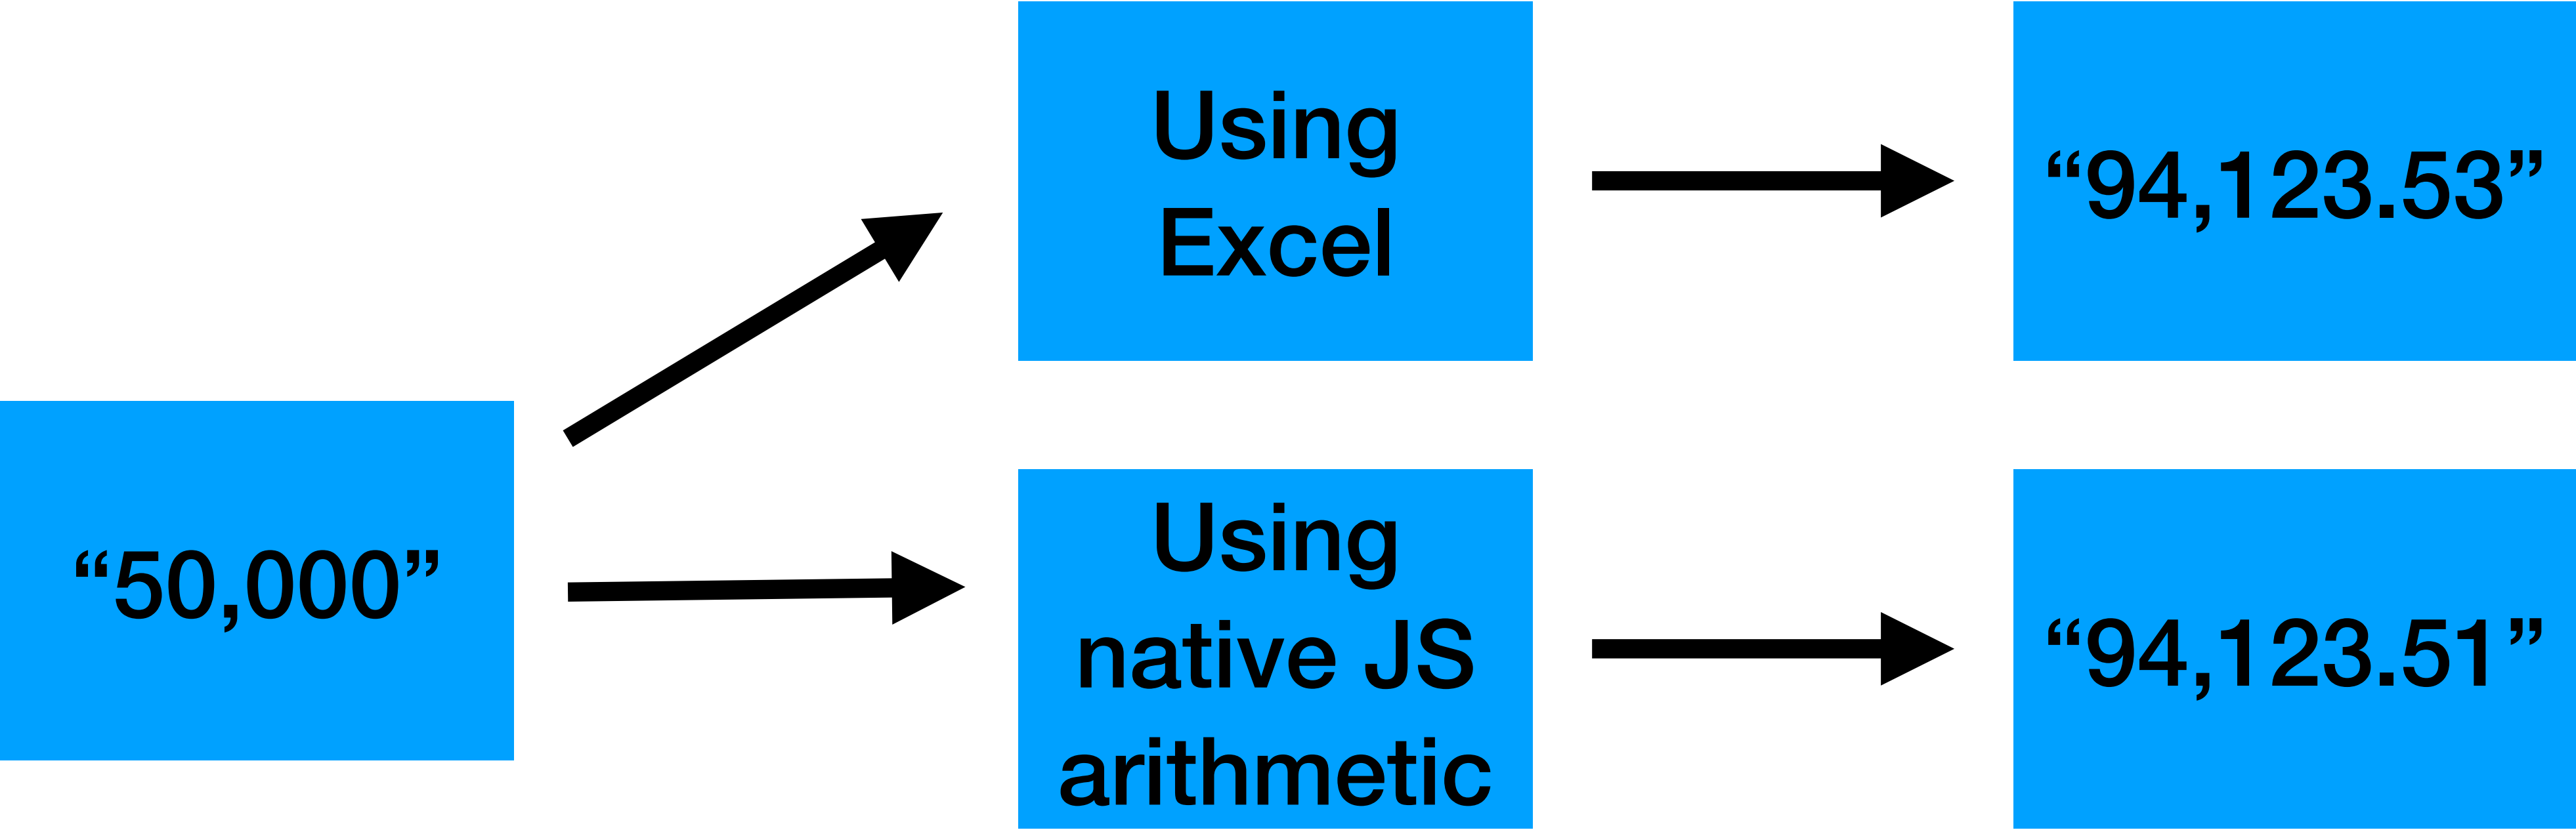 Using
Excel
“94,123.53”
“50,000”
Using
native JS
arithmetic
“94,123.51”